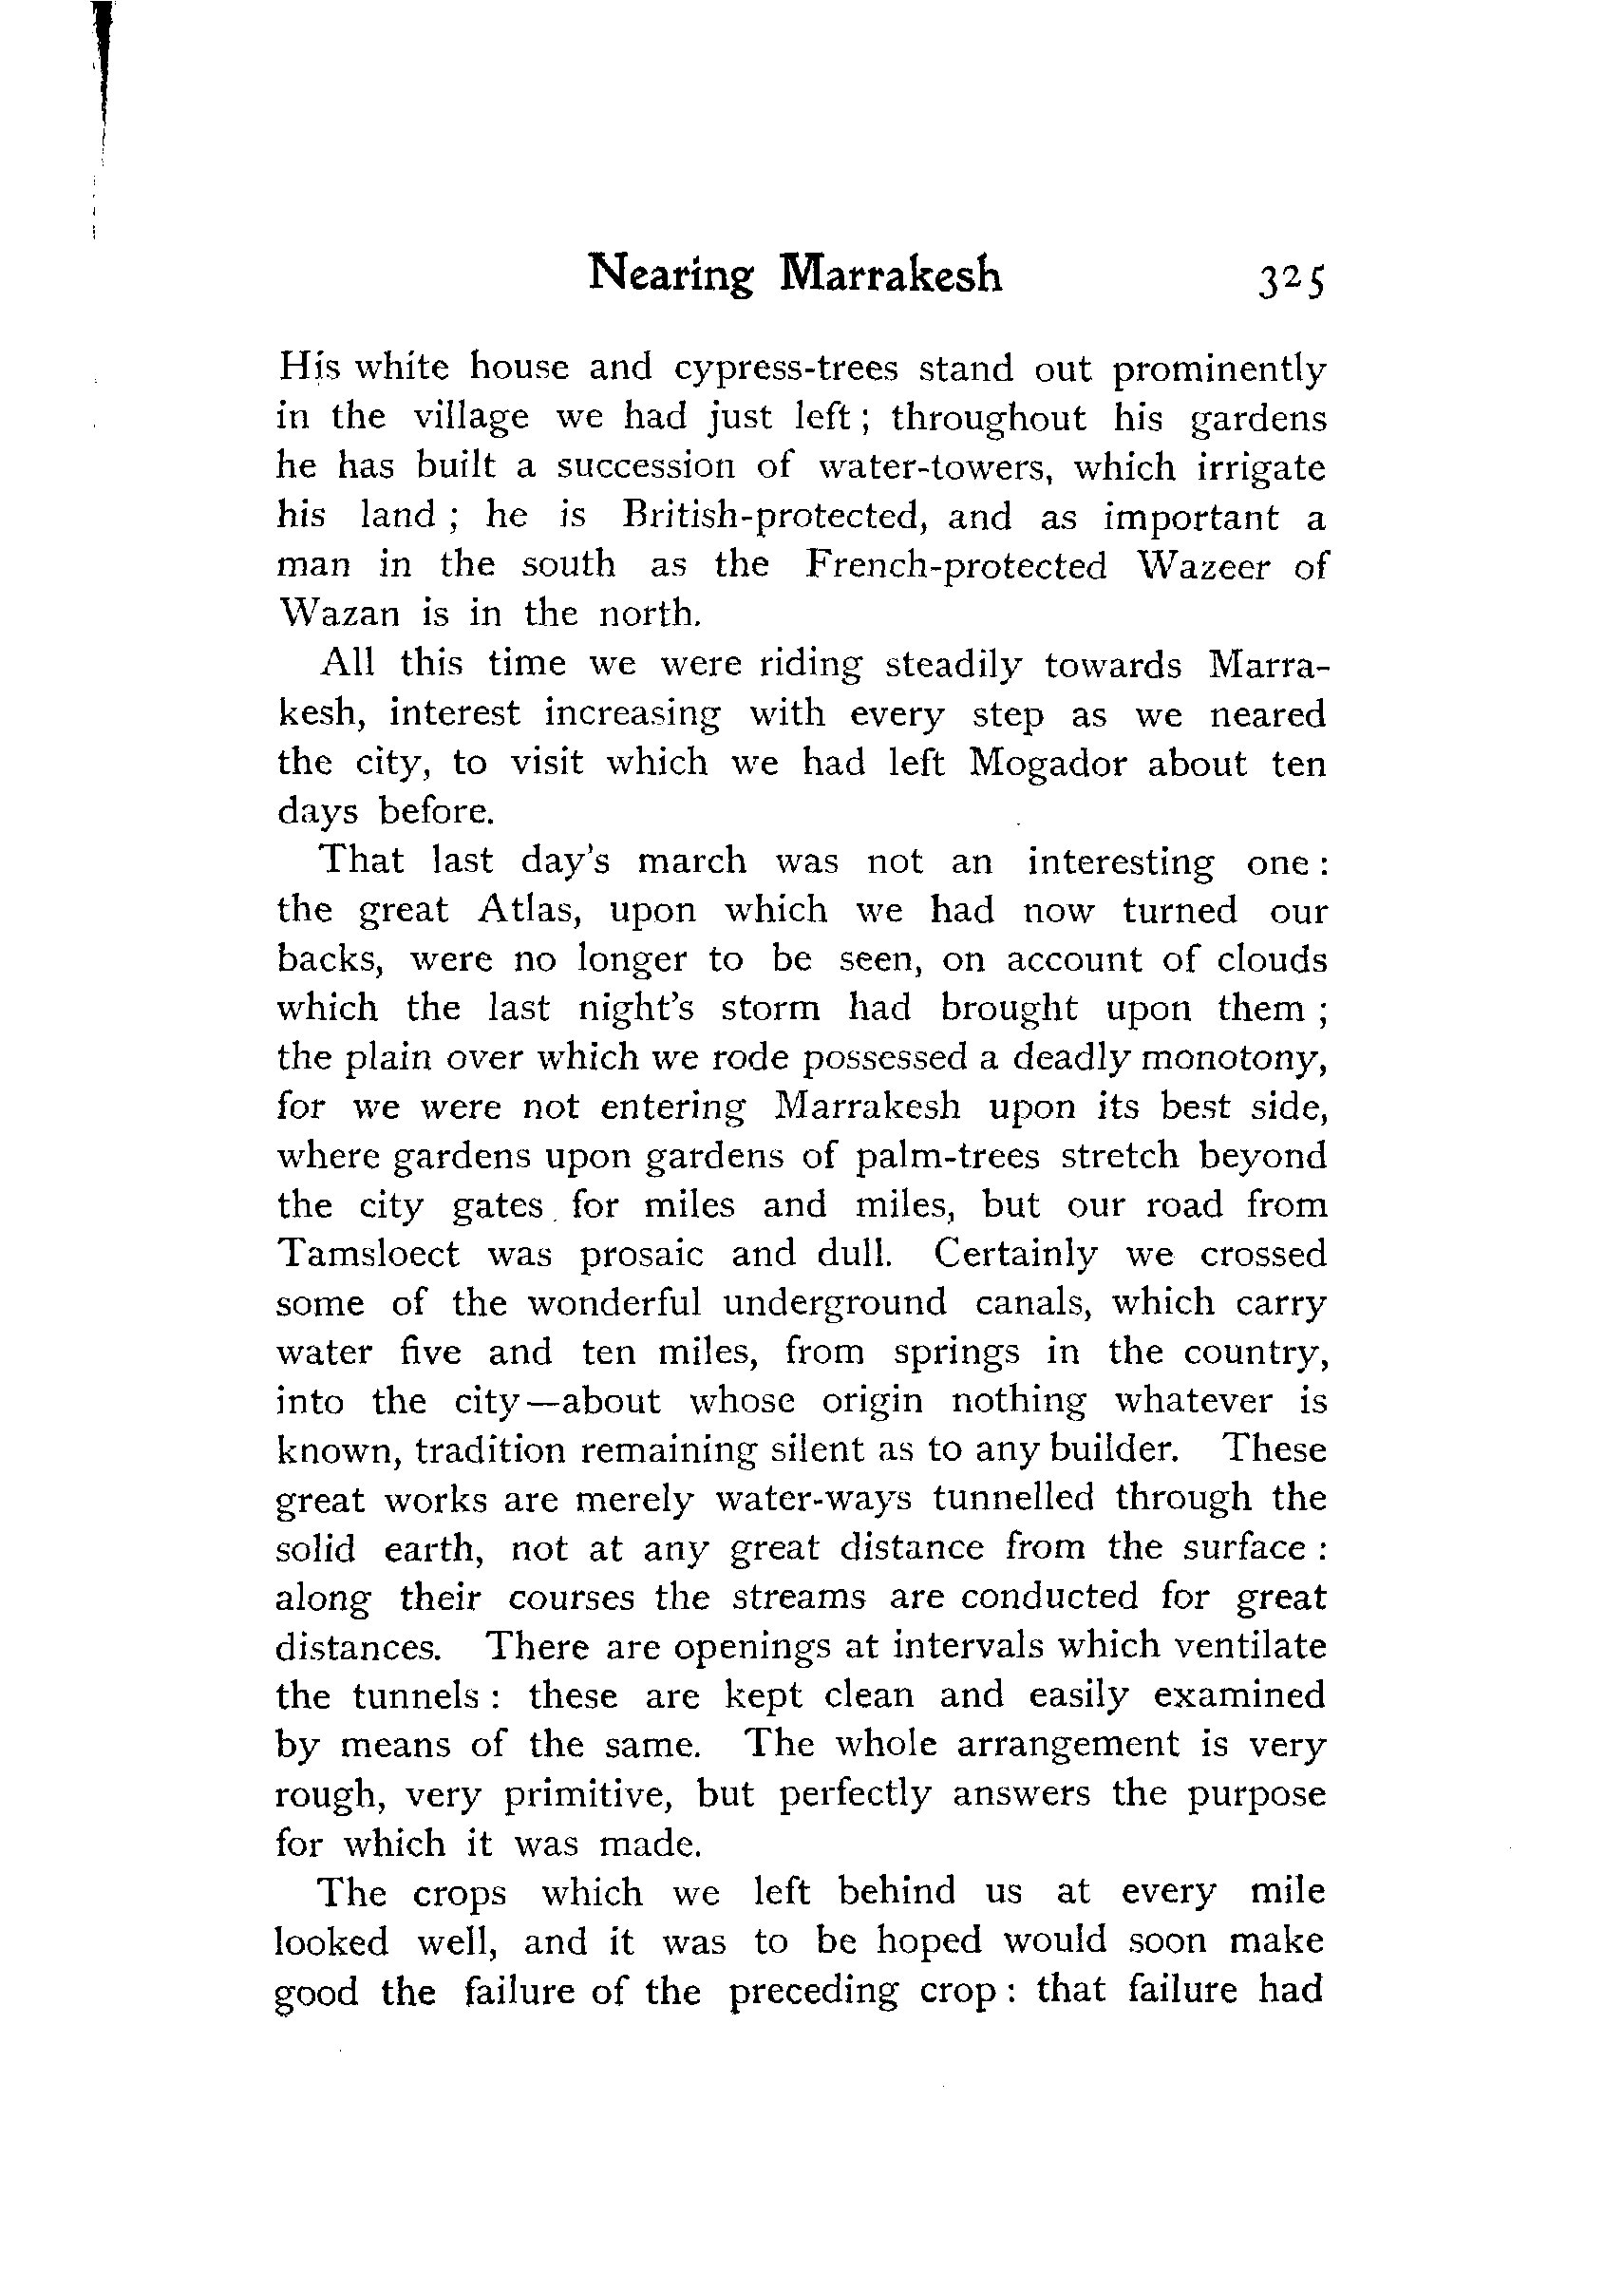 Nearing Marrakesh 325
His white house and cypress-trees stand out prominently
in the village we had just left; throughout his gardens
he has built a succession of water-towers, which irrigate
his land; he is British-protected, and as important a
man in the south as the French-protected Wazeer of
Wazan is in the north.
All this time we were riding steadily towards Marra-
kesh, interest increasing with every step as we neared
the city, to visit which we had left Mogador about ten
days before.
That last day's march was not an interesting one:
the great Atlas, upon which we had now turned our
backs, were no longer to be seen, on account of clouds
which the last night's storm had brought upon them;
the plain over which we rode possessed a deadly monotony,
for we were not entering Marrakesh upon its best side,
where gardens upon gardens of palm-trees stretch beyond
the city gates for miles and miles, but our road from
Tamsloect was prosaic and dull. Certainly we crossed
some of the wonderful underground canals, which carry
water five and ten miles, from springs in the country,
into the city—about whose origin nothing whatever is
known, tradition remaining silent as to any builder. These
great works are merely water-ways tunnelled through the
solid earth, not at any great distance from the surface:
along their courses the streams are conducted for great
distances. There are openings at intervals which ventilate
the tunnels: these are kept clean and easily examined
by means of the same. The whole arrangement is very
rough, very primitive, but perfectly answers the purpose
for which it was made.
The crops which we left behind us at every mile
looked well, and it was to be hoped would soon make
good the failure of the preceding crop: that failure had